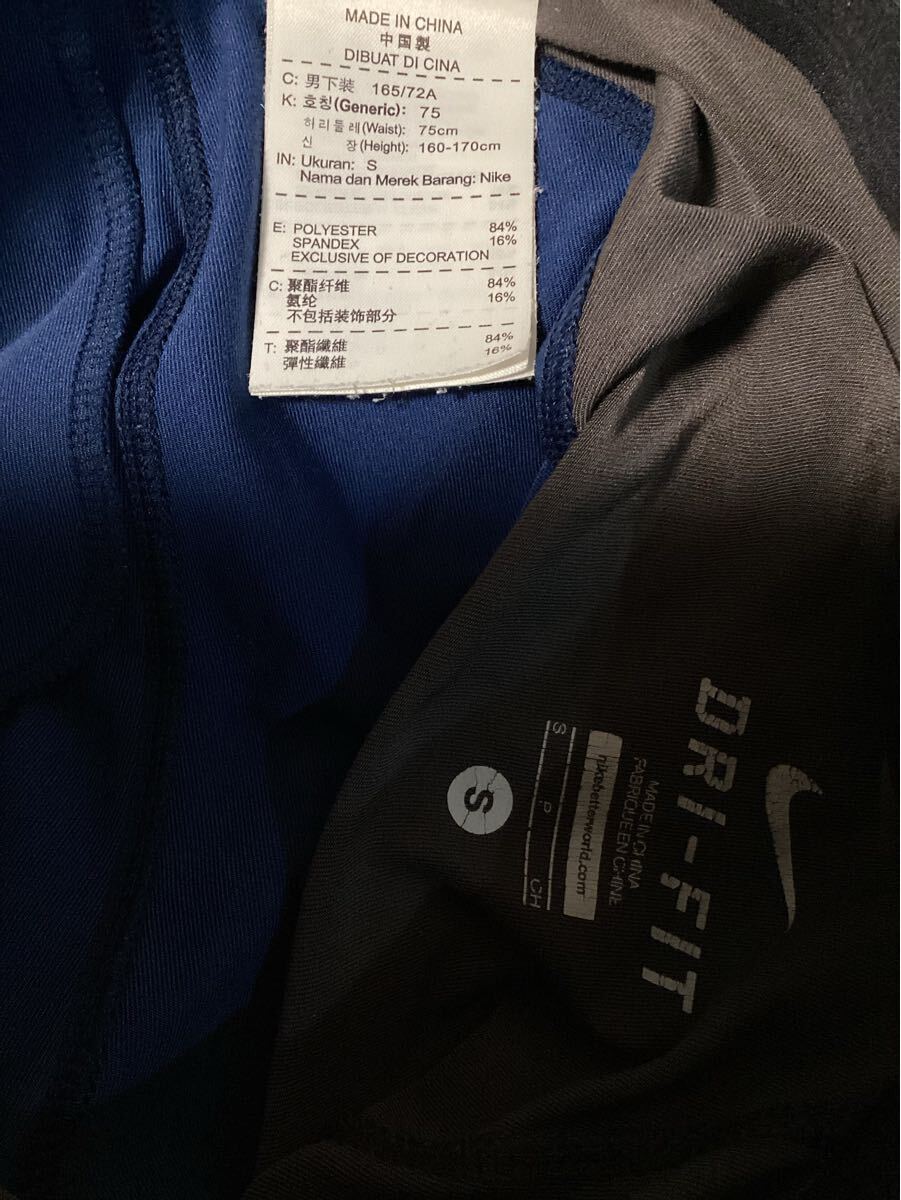 MADE IN CHINA
中国製
DIBUAT DI CINA
C: 男下装 165/72A
K: 호칭(Generic): 75
허리둘레(Waist): 75cm
신 장(Height): 160-170cm
IN: Ukuran: S
Nama dan Merek Barang: Nike
E: POLYESTER 84%
SPANDEX 16%
EXCLUSIVE OF DECORATION
C: 聚酯纤维 84%
氨纶 16%
不包括装饰部分
T: 聚酯纖維 84%
彈性纖維 16%
DRI-FIT
MADE IN CHINA
FABRIQUE EN CHINE
nikebetterworld.com
S P CH
S